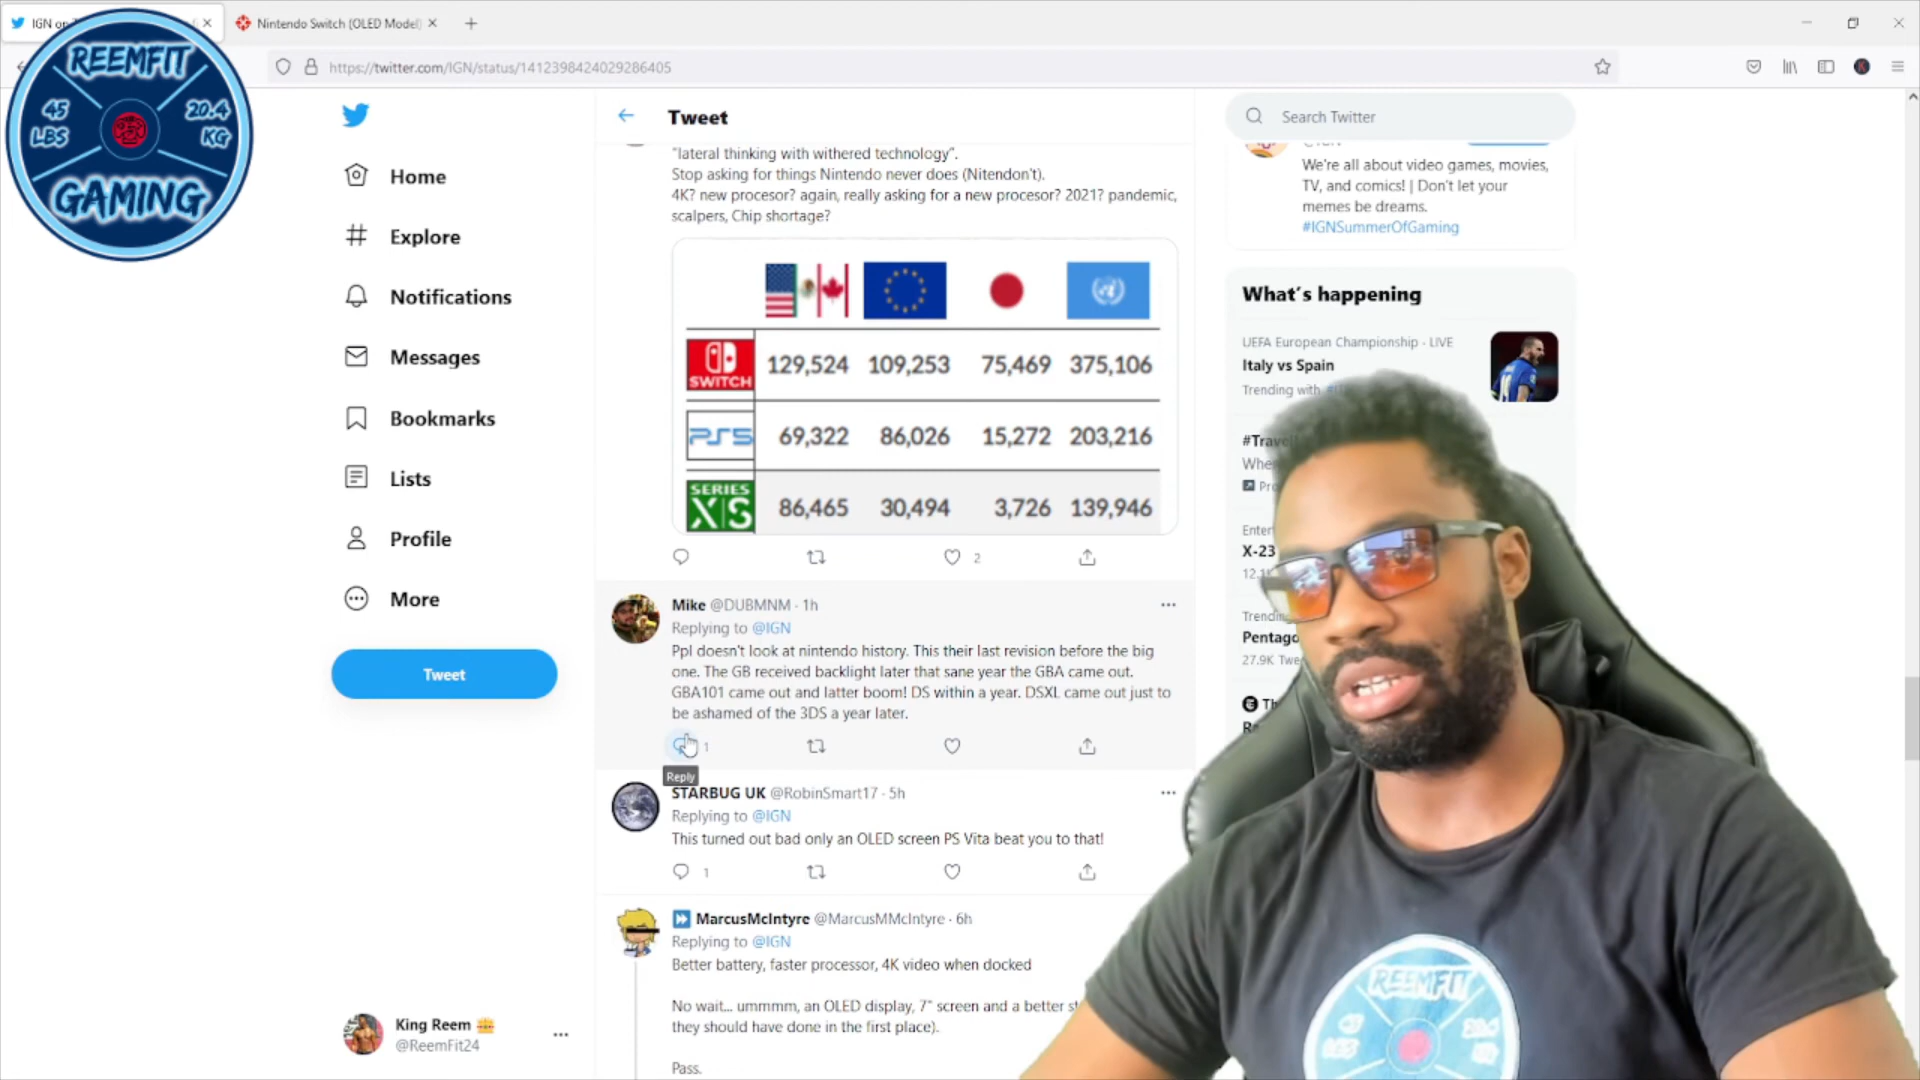 IGN on
Nintendo Switch (OLED Model)
https://twitter.com/IGN/status/1412398424029286405
REEMFIT
45 LBS
20.4 KG
GAMING
Home
Explore
Notifications
Messages
Bookmarks
Lists
Profile
More
Tweet
King Reem
@ReemFit24
Tweet
"lateral thinking with withered technology".
Stop asking for things Nintendo never does (Nitendon't).
4K? new procesor? again, really asking for a new procesor? 2021? pandemic,
scalpers, Chip shortage?
SWITCH 129,524 109,253 75,469 375,106
PS5 69,322 86,026 15,272 203,216
SERIES X|S 86,465 30,494 3,726 139,946
2
Mike @DUBMNM · 1h
Replying to @IGN
Ppl doesn't look at nintendo history. This their last revision before the big
one. The GB received backlight later that sane year the GBA came out.
GBA101 came out and latter boom! DS within a year. DSXL came out just to
be ashamed of the 3DS a year later.
1
Reply
STARBUG UK @RobinSmart17 · 5h
Replying to @IGN
This turned out bad only an OLED screen PS Vita beat you to that!
1
MarcusMcIntyre @MarcusMMcIntyre · 6h
Replying to @IGN
Better battery, faster processor, 4K video when docked
No wait... ummmm, an OLED display, 7" screen and a better
they should have done in the first place).
Pass.
Search Twitter
We're all about video games, movies,
TV, and comics! | Don't let your
memes be dreams.
#IGNSummerOfGaming
What's happening
UEFA European Championship · LIVE
Italy vs Spain
Trending with
X-23
Trending
27.9K
REEMFIT